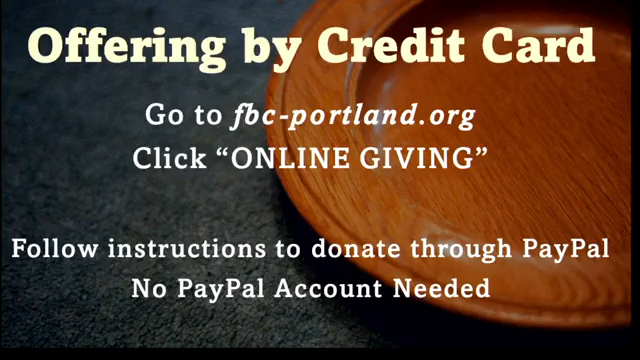 Offering by Credit Card
Go to fbc-portland.org
Click “ONLINE GIVING”
Follow instructions to donate through PayPal
No PayPal Account Needed